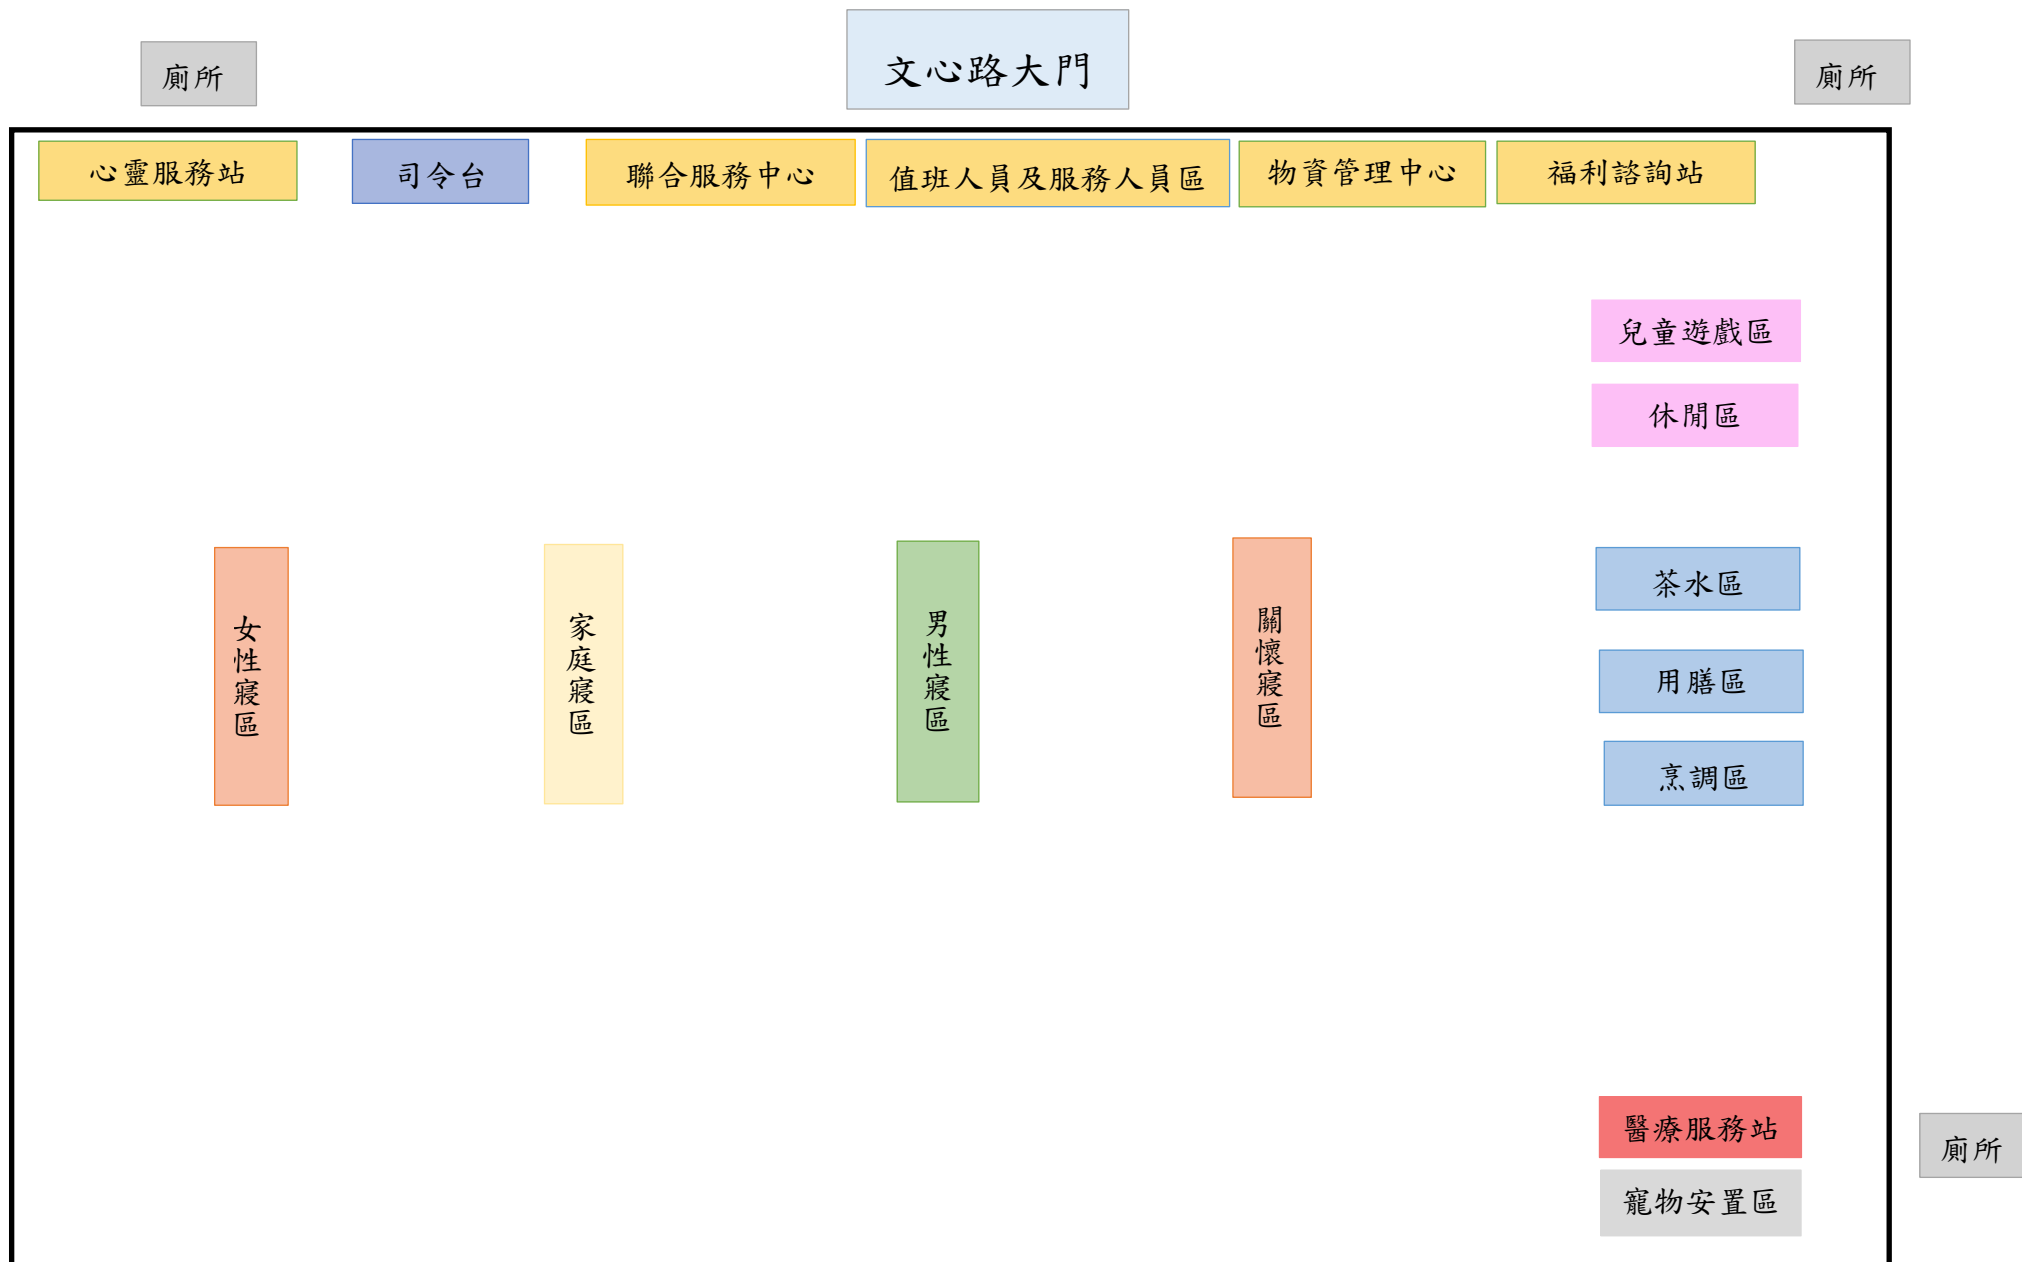 廁所
文心路大門
廁所
心靈服務站
司令台
聯合服務中心
值班人員及服務人員區
物資管理中心
福利諮詢站
兒童遊戲區
休閒區
女性寢區
家庭寢區
男性寢區
關懷寢區
茶水區
用膳區
烹調區
醫療服務站
廁所
寵物安置區